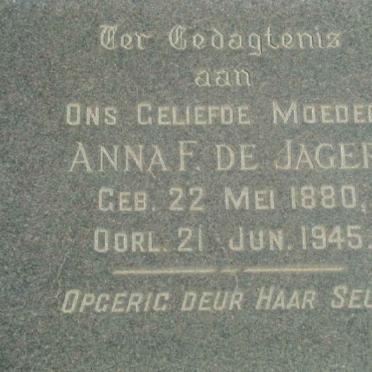 Ter Gedagtenis
aan
ONS GELIEFDE MOEDER
ANNA F. DE JAGER
GEB. 22 MEI 1880,
OORL. 21 JUN. 1945.
OPGERIG DEUR HAAR